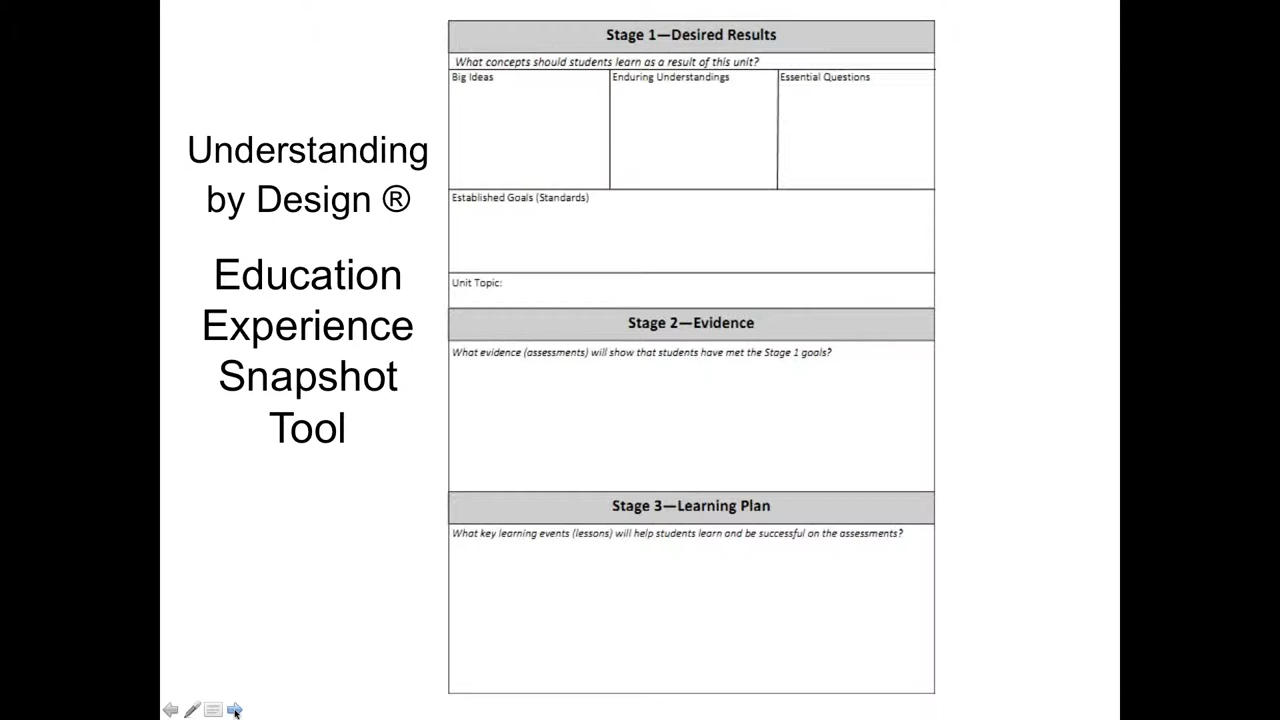 Understanding
by Design ®
Education
Experience
Snapshot
Tool
Stage 1—Desired Results
What concepts should students learn as a result of this unit?
Big Ideas
Enduring Understandings
Essential Questions
Established Goals (Standards)
Unit Topic:
Stage 2—Evidence
What evidence (assessments) will show that students have met the Stage 1 goals?
Stage 3—Learning Plan
What key learning events (lessons) will help students learn and be successful on the assessments?